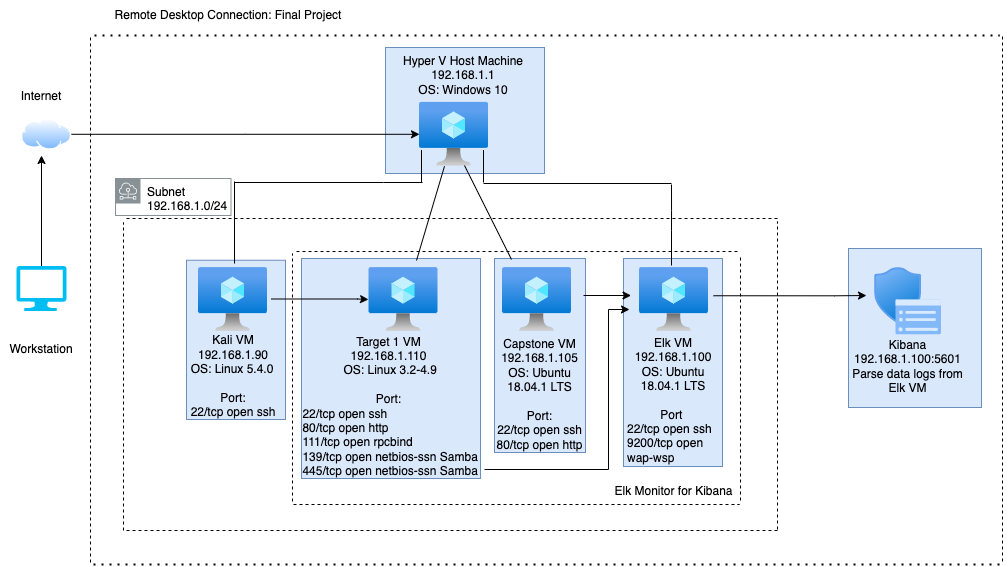 Remote Desktop Connection: Final Project
Hyper V Host Machine
192.168.1.1
OS: Windows 10
Internet
Subnet
192.168.1.0/24
Workstation
Kali VM
192.168.1.90
OS: Linux 5.4.0
Port:
22/tcp open ssh
Target 1 VM
192.168.1.110
OS: Linux 3.2-4.9
Port:
22/tcp open ssh
80/tcp open http
111/tcp open rpcbind
139/tcp open netbios-ssn Samba
445/tcp open netbios-ssn Samba
Capstone VM
192.168.1.105
OS: Ubuntu
18.04.1 LTS
Port:
22/tcp open ssh
80/tcp open http
Elk VM
192.168.1.100
OS: Ubuntu
18.04.1 LTS
Port
22/tcp open ssh
9200/tcp open
wap-wsp
Elk Monitor for Kibana
Kibana
192.168.1.100:5601
Parse data logs from
Elk VM